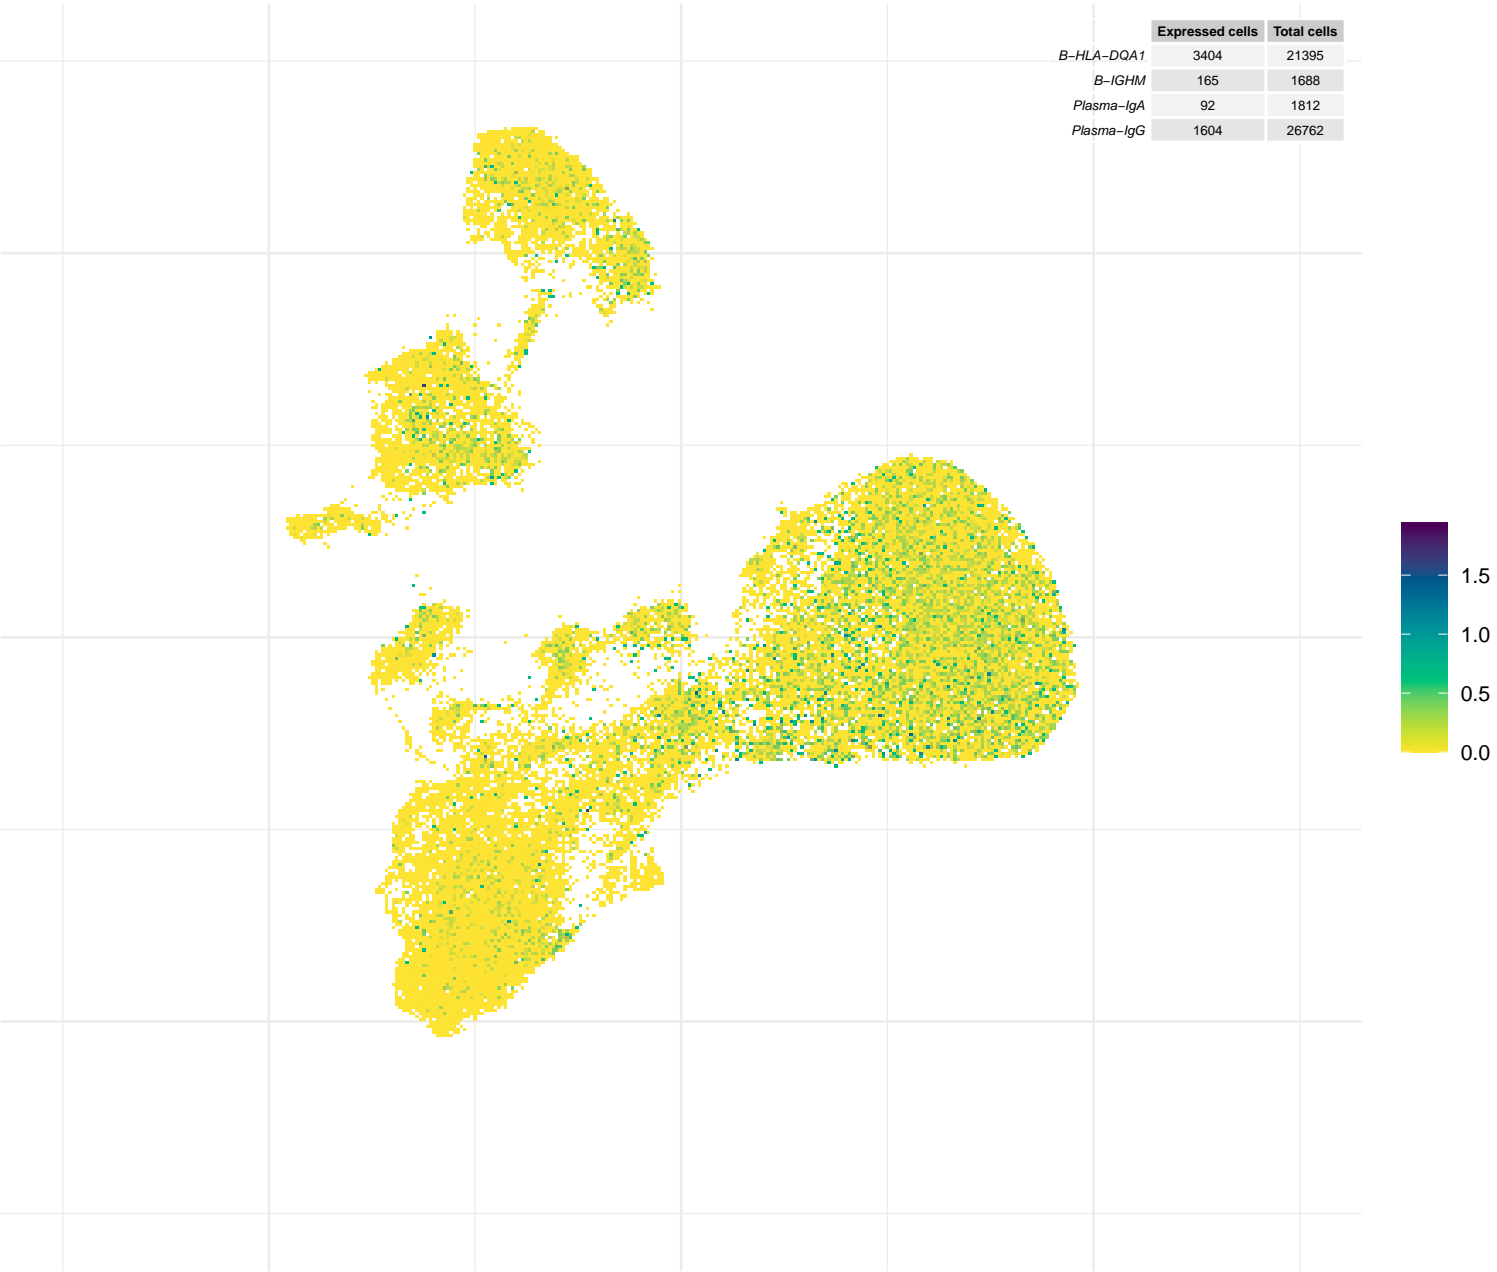 Expressed cells Total cells
B−HLA−DQA1 3404 21395
B−IGHM 165 1688
Plasma−IgA 92 1812
Plasma−IgG 1604 26762
1.5
1.0
0.5
0.0